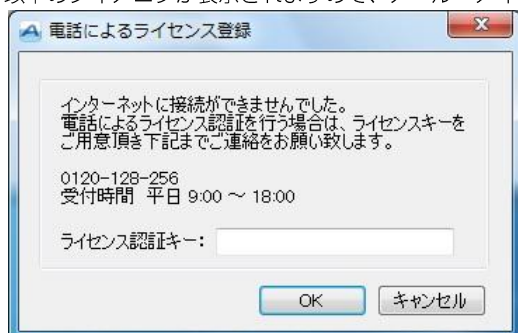 電話によるライセンス登録
インターネットに接続ができませんでした。
電話によるライセンス認証を行う場合は、ライセンスキーを
ご用意頂き下記までご連絡をお願い致します。
0120-128-256
受付時間 平日 9:00 ～ 18:00
ライセンス認証キー：
OK キャンセル